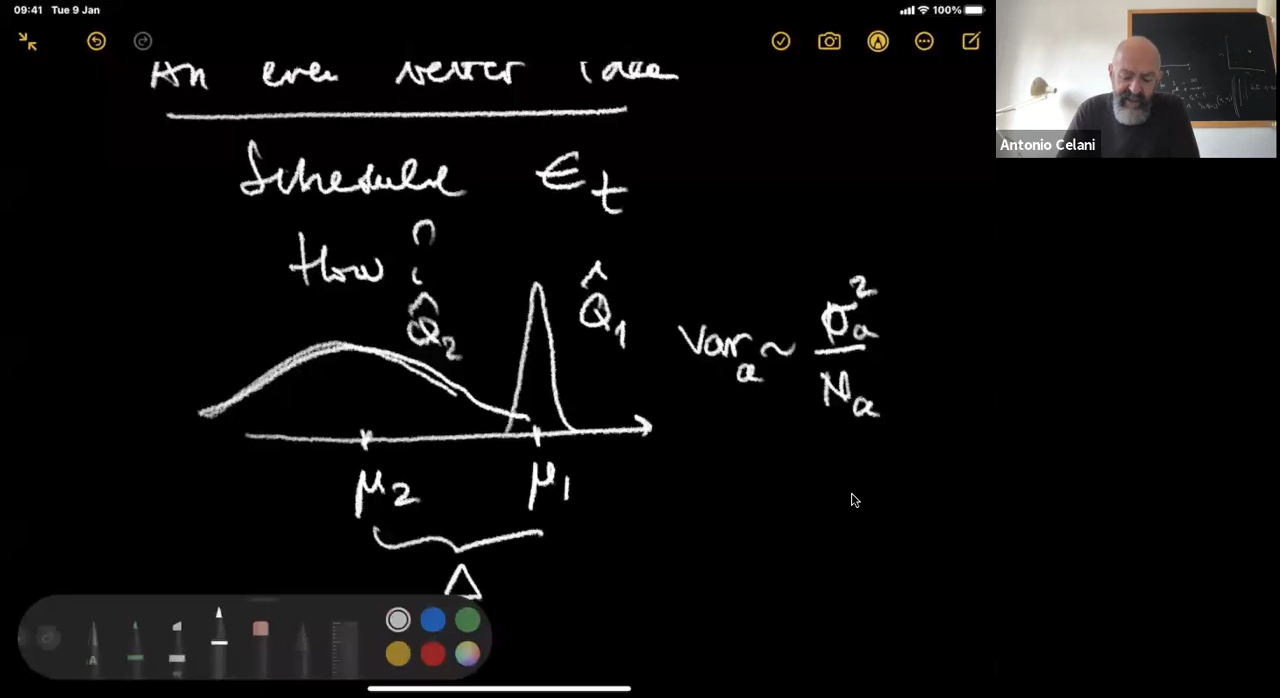 09:41 Tue 9 Jan
100%
An even better idea
Schedule ϵ_t
How ?
Q̂_2
Q̂_1
var_a ~ σ_a^2 / N_a
μ_2
μ_1
Δ
Antonio Celani
A